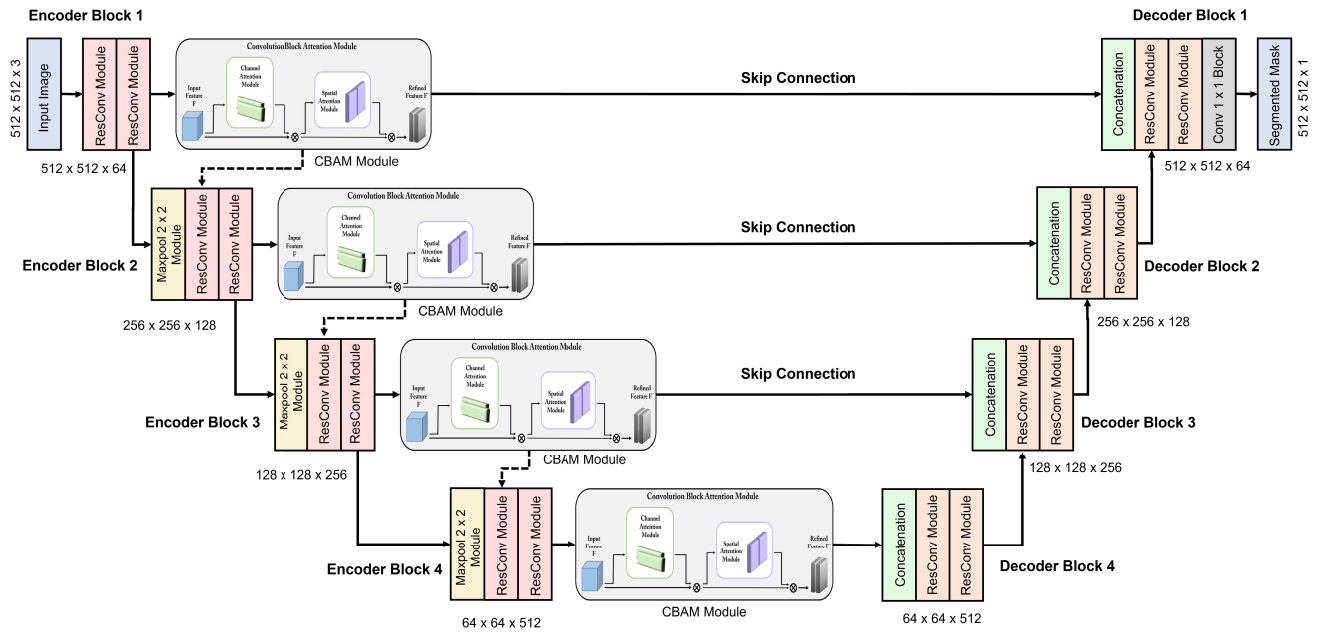 Encoder Block 1
Decoder Block 1
512 x 512 x 3
Input Image
ResConv Module
ResConv Module
ConvolutionBlock Attention Module
Input
Feature
F
Channel
Attention
Module
Spatial
Attention
Module
Refined
Feature F'
CBAM Module
Skip Connection
Concatenation
ResConv Module
ResConv Module
Conv 1 x 1 Block
Segmented Mask
512 x 512 x 1
512 x 512 x 64
512 x 512 x 64
Encoder Block 2
Maxpool 2 x 2
Module
ResConv Module
ResConv Module
Convolution Block Attention Module
Input
Feature
F
Channel
Attention
Module
Spatial
Attention
Module
Refined
Feature F'
CBAM Module
Skip Connection
Concatenation
ResConv Module
ResConv Module
Decoder Block 2
256 x 256 x 128
256 x 256 x 128
Encoder Block 3
Maxpool 2 x 2
Module
ResConv Module
ResConv Module
Convolution Block Attention Module
Input
Feature
F
Channel
Attention
Module
Spatial
Attention
Module
Refined
Feature F'
CBAM Module
Skip Connection
Concatenation
ResConv Module
ResConv Module
Decoder Block 3
128 x 128 x 256
128 x 128 x 256
Encoder Block 4
Maxpool 2 x 2
Module
ResConv Module
ResConv Module
Convolution Block Attention Module
Input
Feature
F
Channel
Attention
Module
Spatial
Attention
Module
Refined
Feature F'
CBAM Module
Concatenation
ResConv Module
ResConv Module
Decoder Block 4
64 x 64 x 512
64 x 64 x 512